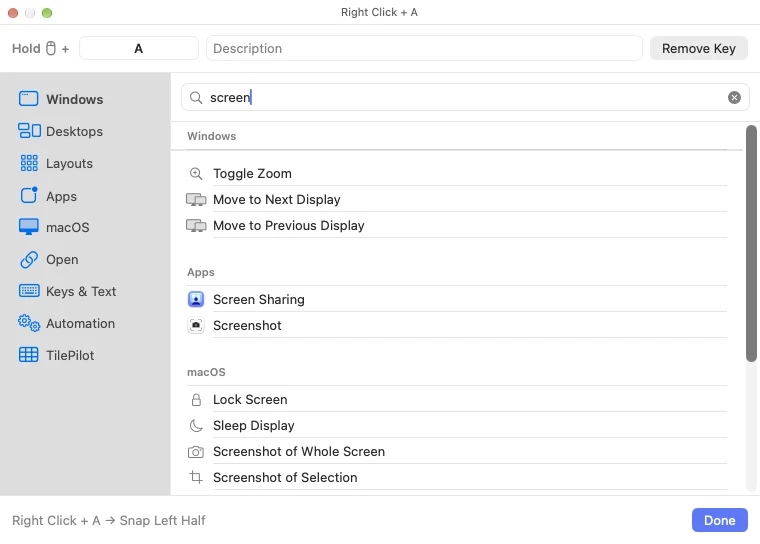 Right Click + A
Hold + A Description Remove Key
Windows
Desktops
Layouts
Apps
macOS
Open
Keys & Text
Automation
TilePilot
screen
Windows
Toggle Zoom
Move to Next Display
Move to Previous Display
Apps
Screen Sharing
Screenshot
macOS
Lock Screen
Sleep Display
Screenshot of Whole Screen
Screenshot of Selection
Right Click + A → Snap Left Half
Done